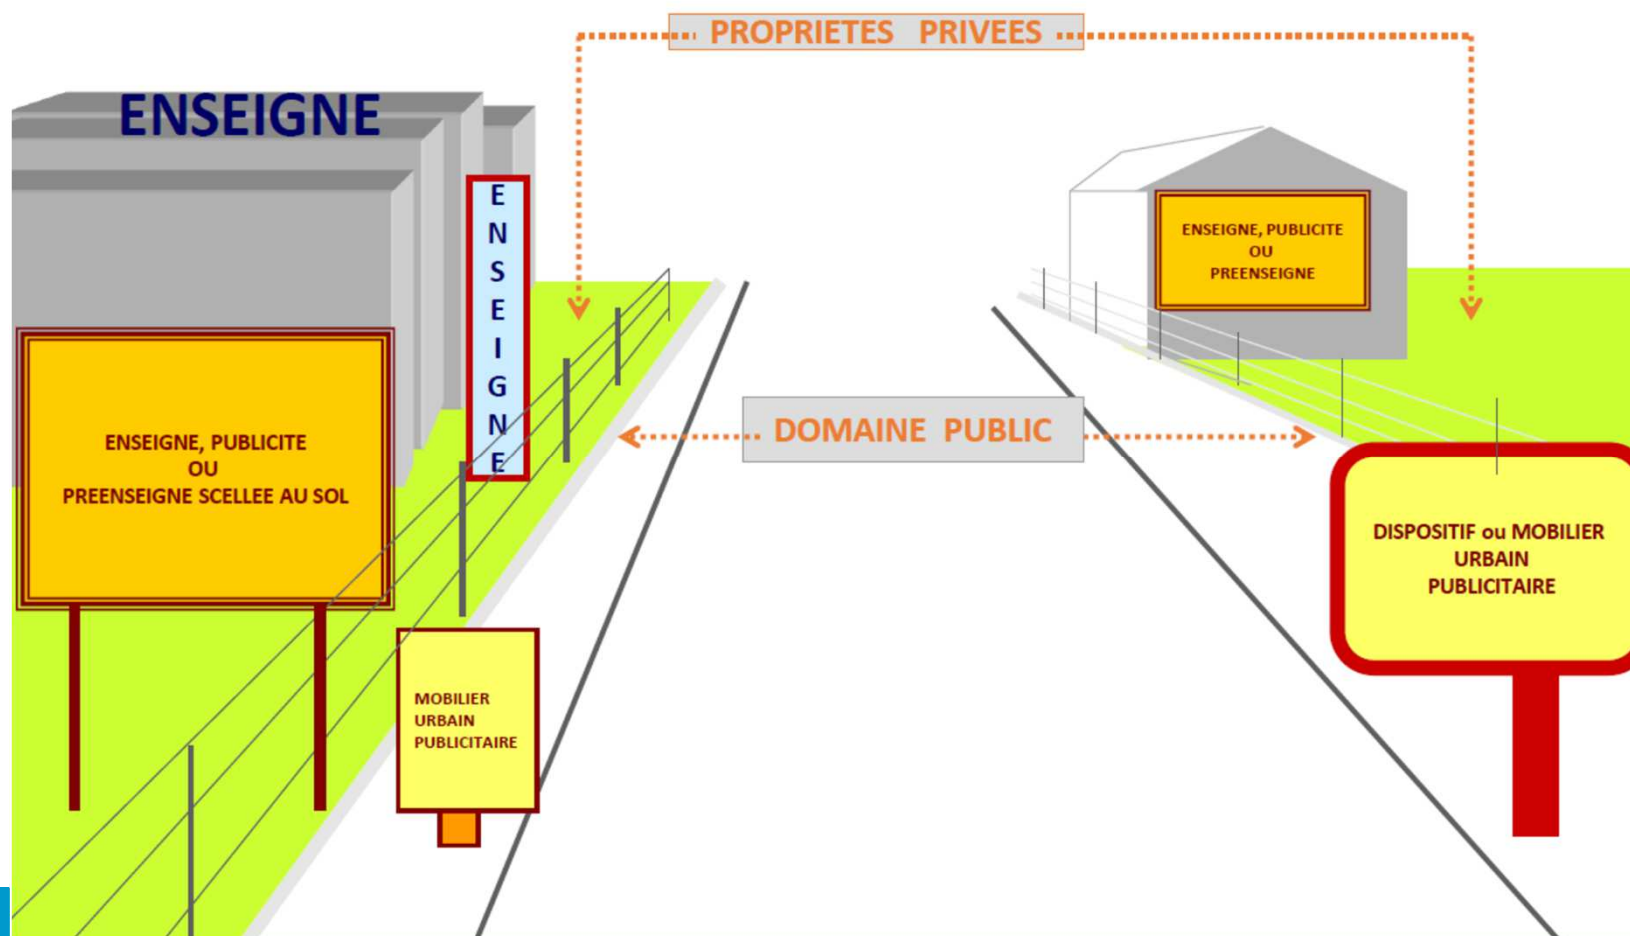 PROPRIETES PRIVEES
ENSEIGNE
ENSEIGNE
ENSEIGNE, PUBLICITE
OU
PREENSEIGNE
DOMAINE PUBLIC
ENSEIGNE, PUBLICITE
OU
PREENSEIGNE SCELLEE AU SOL
DISPOSITIF ou MOBILIER
URBAIN
PUBLICITAIRE
MOBILIER
URBAIN
PUBLICITAIRE